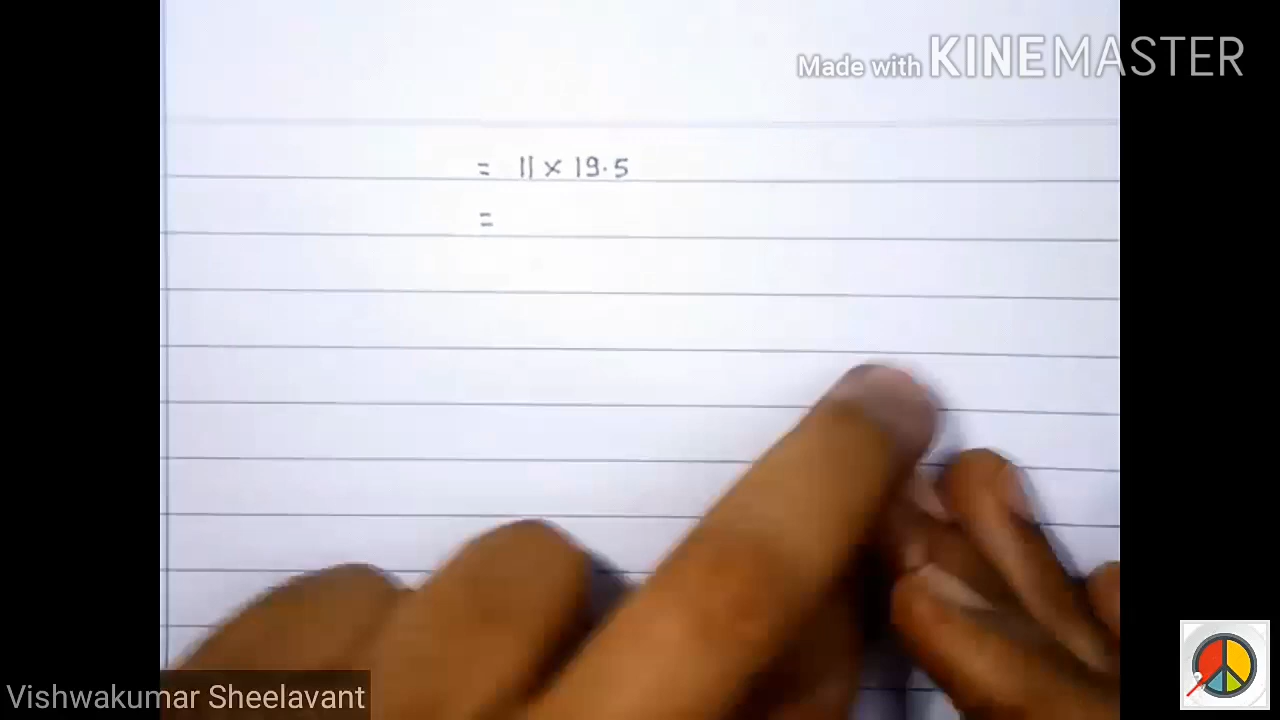 Made with KINEMASTER
= 11 × 19.5
=
Vishwakumar Sheelavant